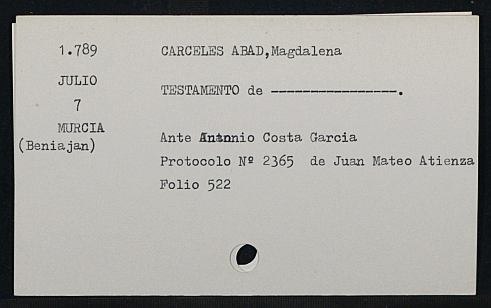 1.789
CARCELES ABAD,Magdalena
JULIO
7
TESTAMENTO de ----------------.
MURCIA
(Beniajan)
Ante Antonio Costa Garcia
Protocolo Nº 2365 de Juan Mateo Atienza
Folio 522